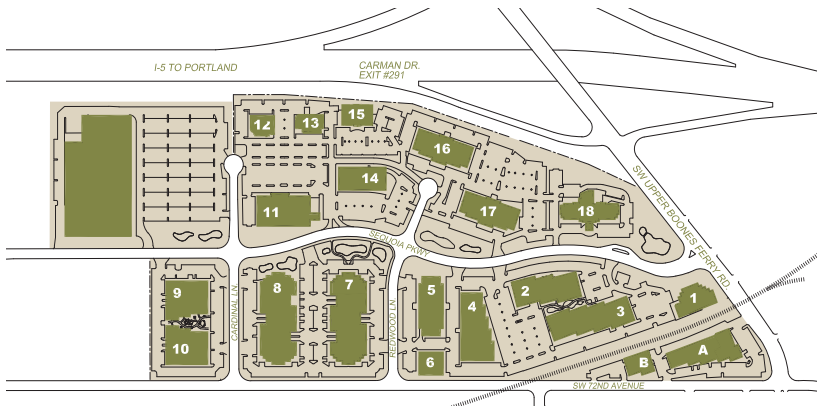 I-5 TO PORTLAND
CARMAN DR.
EXIT #291
12
13
15
16
14
11
17
18
SW UPPER BOONES FERRY RD
SEQUOIA PKWY
9
10
CARDINAL LN.
8
7
REDWOOD LN.
5
6
4
2
3
1
A
B
SW 72ND AVENUE